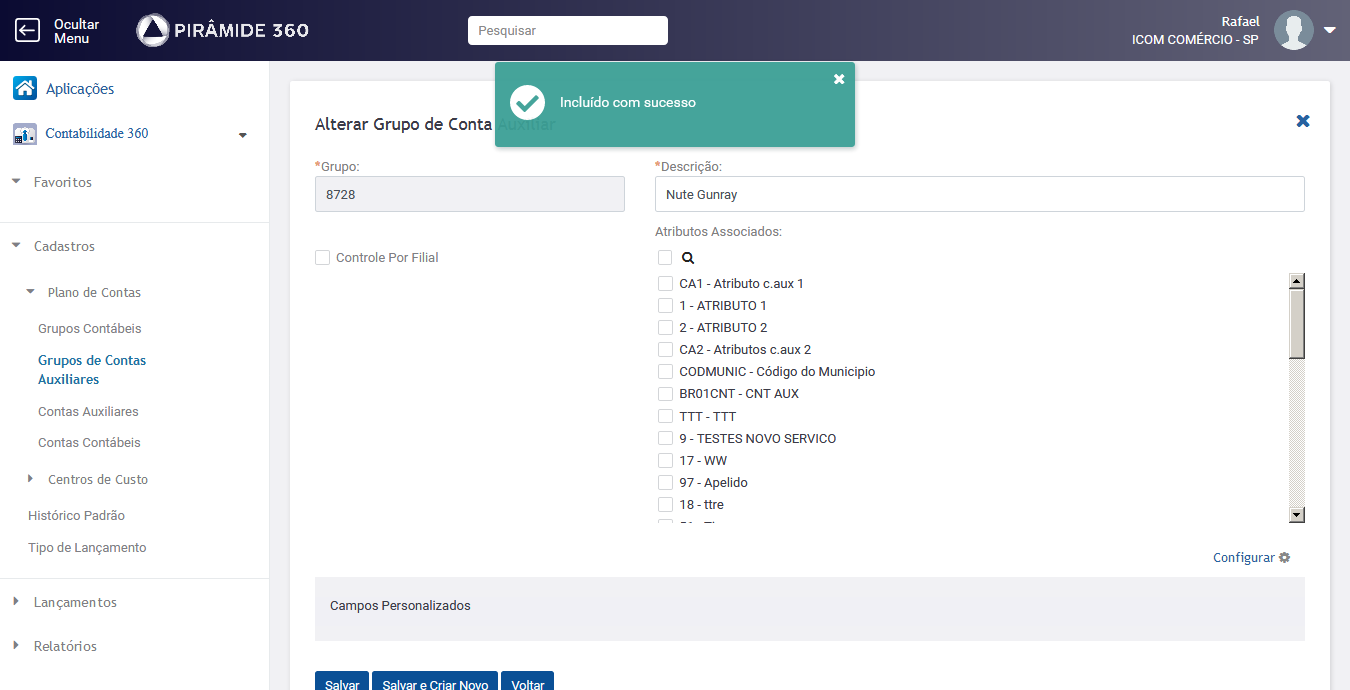 Ocultar
Menu
PIRÂMIDE 360
Pesquisar
Rafael
ICOM COMÉRCIO - SP
Aplicações
Contabilidade 360
Favoritos
Cadastros
Plano de Contas
Grupos Contábeis
Grupos de Contas
Auxiliares
Contas Auxiliares
Contas Contábeis
Centros de Custo
Histórico Padrão
Tipo de Lançamento
Lançamentos
Relatórios
Incluído com sucesso
Alterar Grupo de Conta Auxiliar
*Grupo:
8728
*Descrição:
Nute Gunray
Controle Por Filial
Atributos Associados:
CA1 - Atributo c.aux 1
1 - ATRIBUTO 1
2 - ATRIBUTO 2
CA2 - Atributos c.aux 2
CODMUNIC - Código do Municipio
BR01CNT - CNT AUX
TTT - TTT
9 - TESTES NOVO SERVICO
17 - WW
97 - Apelido
18 - ttre
Configurar
Campos Personalizados
Salvar
Salvar e Criar Novo
Voltar